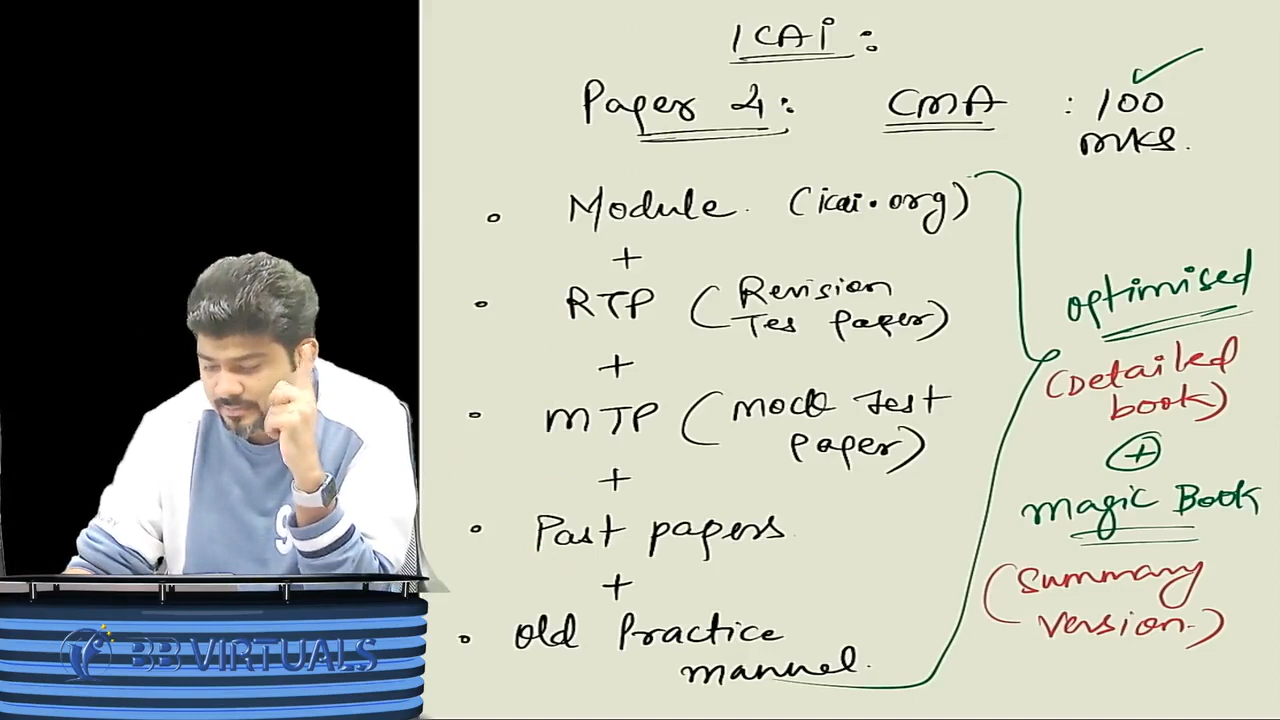 ICAI :
Paper 4 : CMA : 100
mks.
• Module. (icai.org)
+
• RTP (Revision
Tes paper)
+
• MTP (mock test
paper)
+
• Past papers.
+
• Old Practice
manuel.
optimised
(Detailed
book)
+
magic Book
(Summary
version.)
BB VIRTUALS